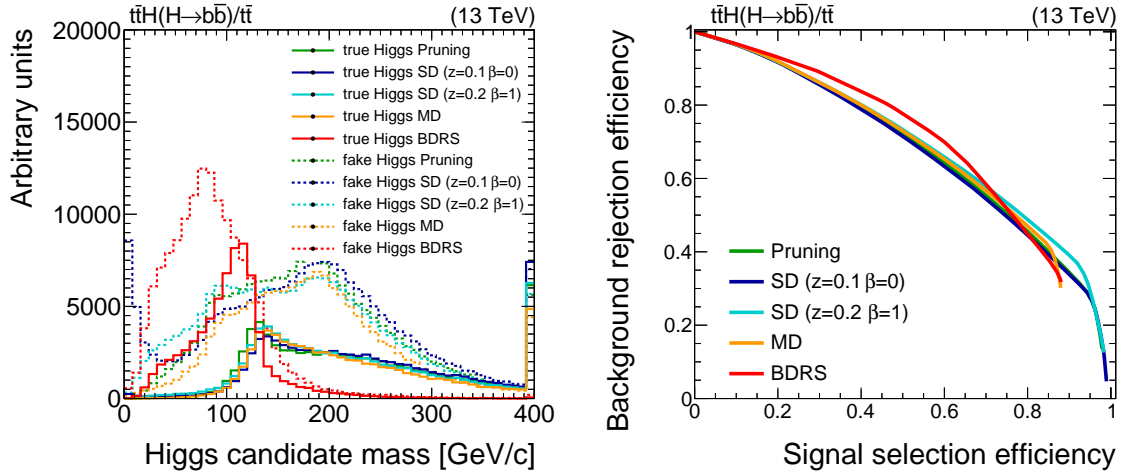 tt̄H(H→bb̄)/tt̄ (13 TeV)
Arbitrary units
20000
15000
10000
5000
0
0 100 200 300 400
Higgs candidate mass [GeV/c]
true Higgs Pruning
true Higgs SD (z=0.1 β=0)
true Higgs SD (z=0.2 β=1)
true Higgs MD
true Higgs BDRS
fake Higgs Pruning
fake Higgs SD (z=0.1 β=0)
fake Higgs SD (z=0.2 β=1)
fake Higgs MD
fake Higgs BDRS
tt̄H(H→bb̄)/tt̄ (13 TeV)
Background rejection efficiency
1
0.8
0.6
0.4
0.2
0
0 0.2 0.4 0.6 0.8 1
Signal selection efficiency
Pruning
SD (z=0.1 β=0)
SD (z=0.2 β=1)
MD
BDRS